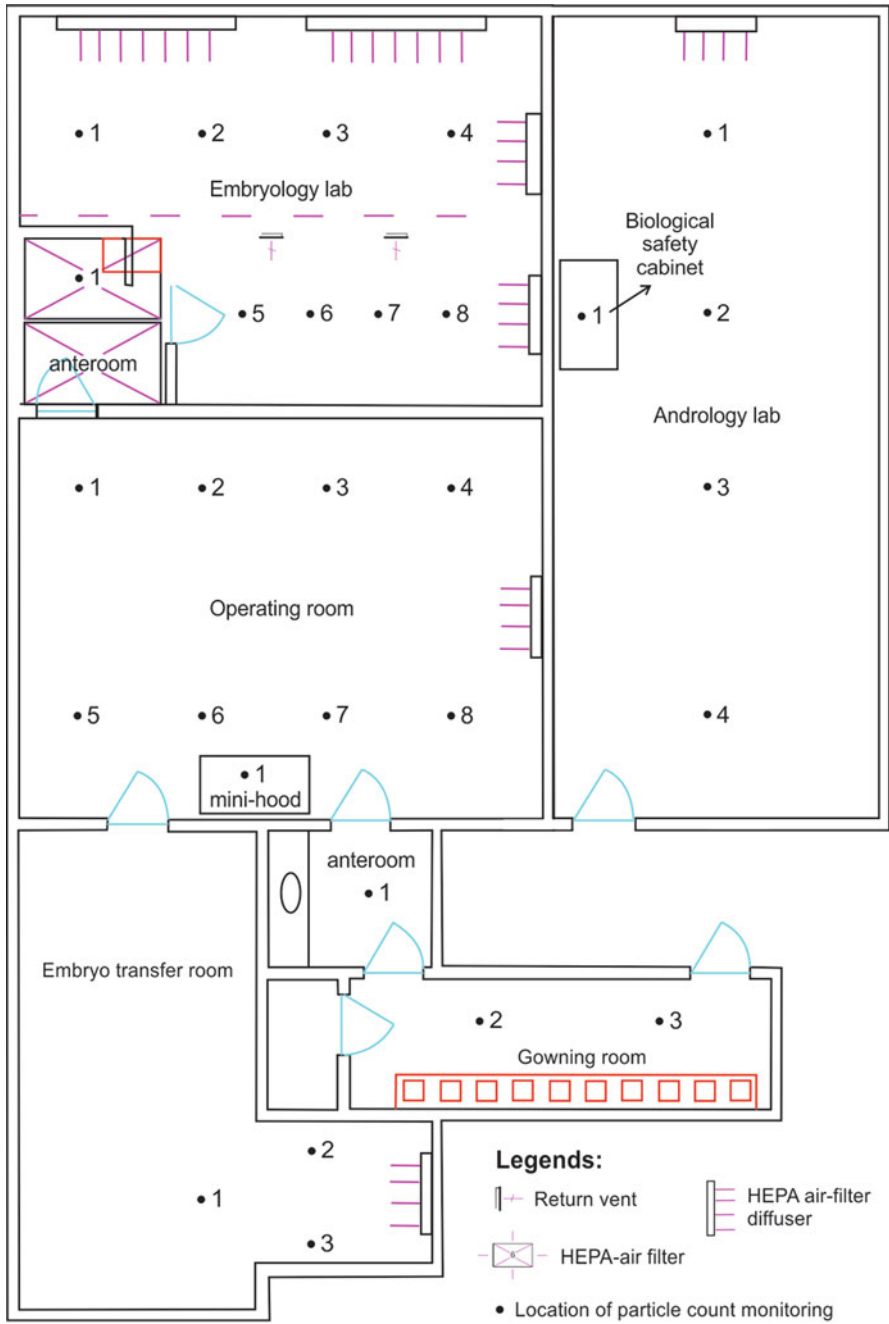 1
2
3
4
1
Embryology lab
Biological
safety
cabinet
1
5
6
7
8
1
2
anteroom
Andrology lab
1
2
3
4
3
Operating room
5
6
7
8
4
1
mini-hood
anteroom
1
Embryo transfer room
2
3
Gowning room
2
1
3
Legends:
Return vent
HEPA air-filter
diffuser
6
HEPA-air filter
Location of particle count monitoring